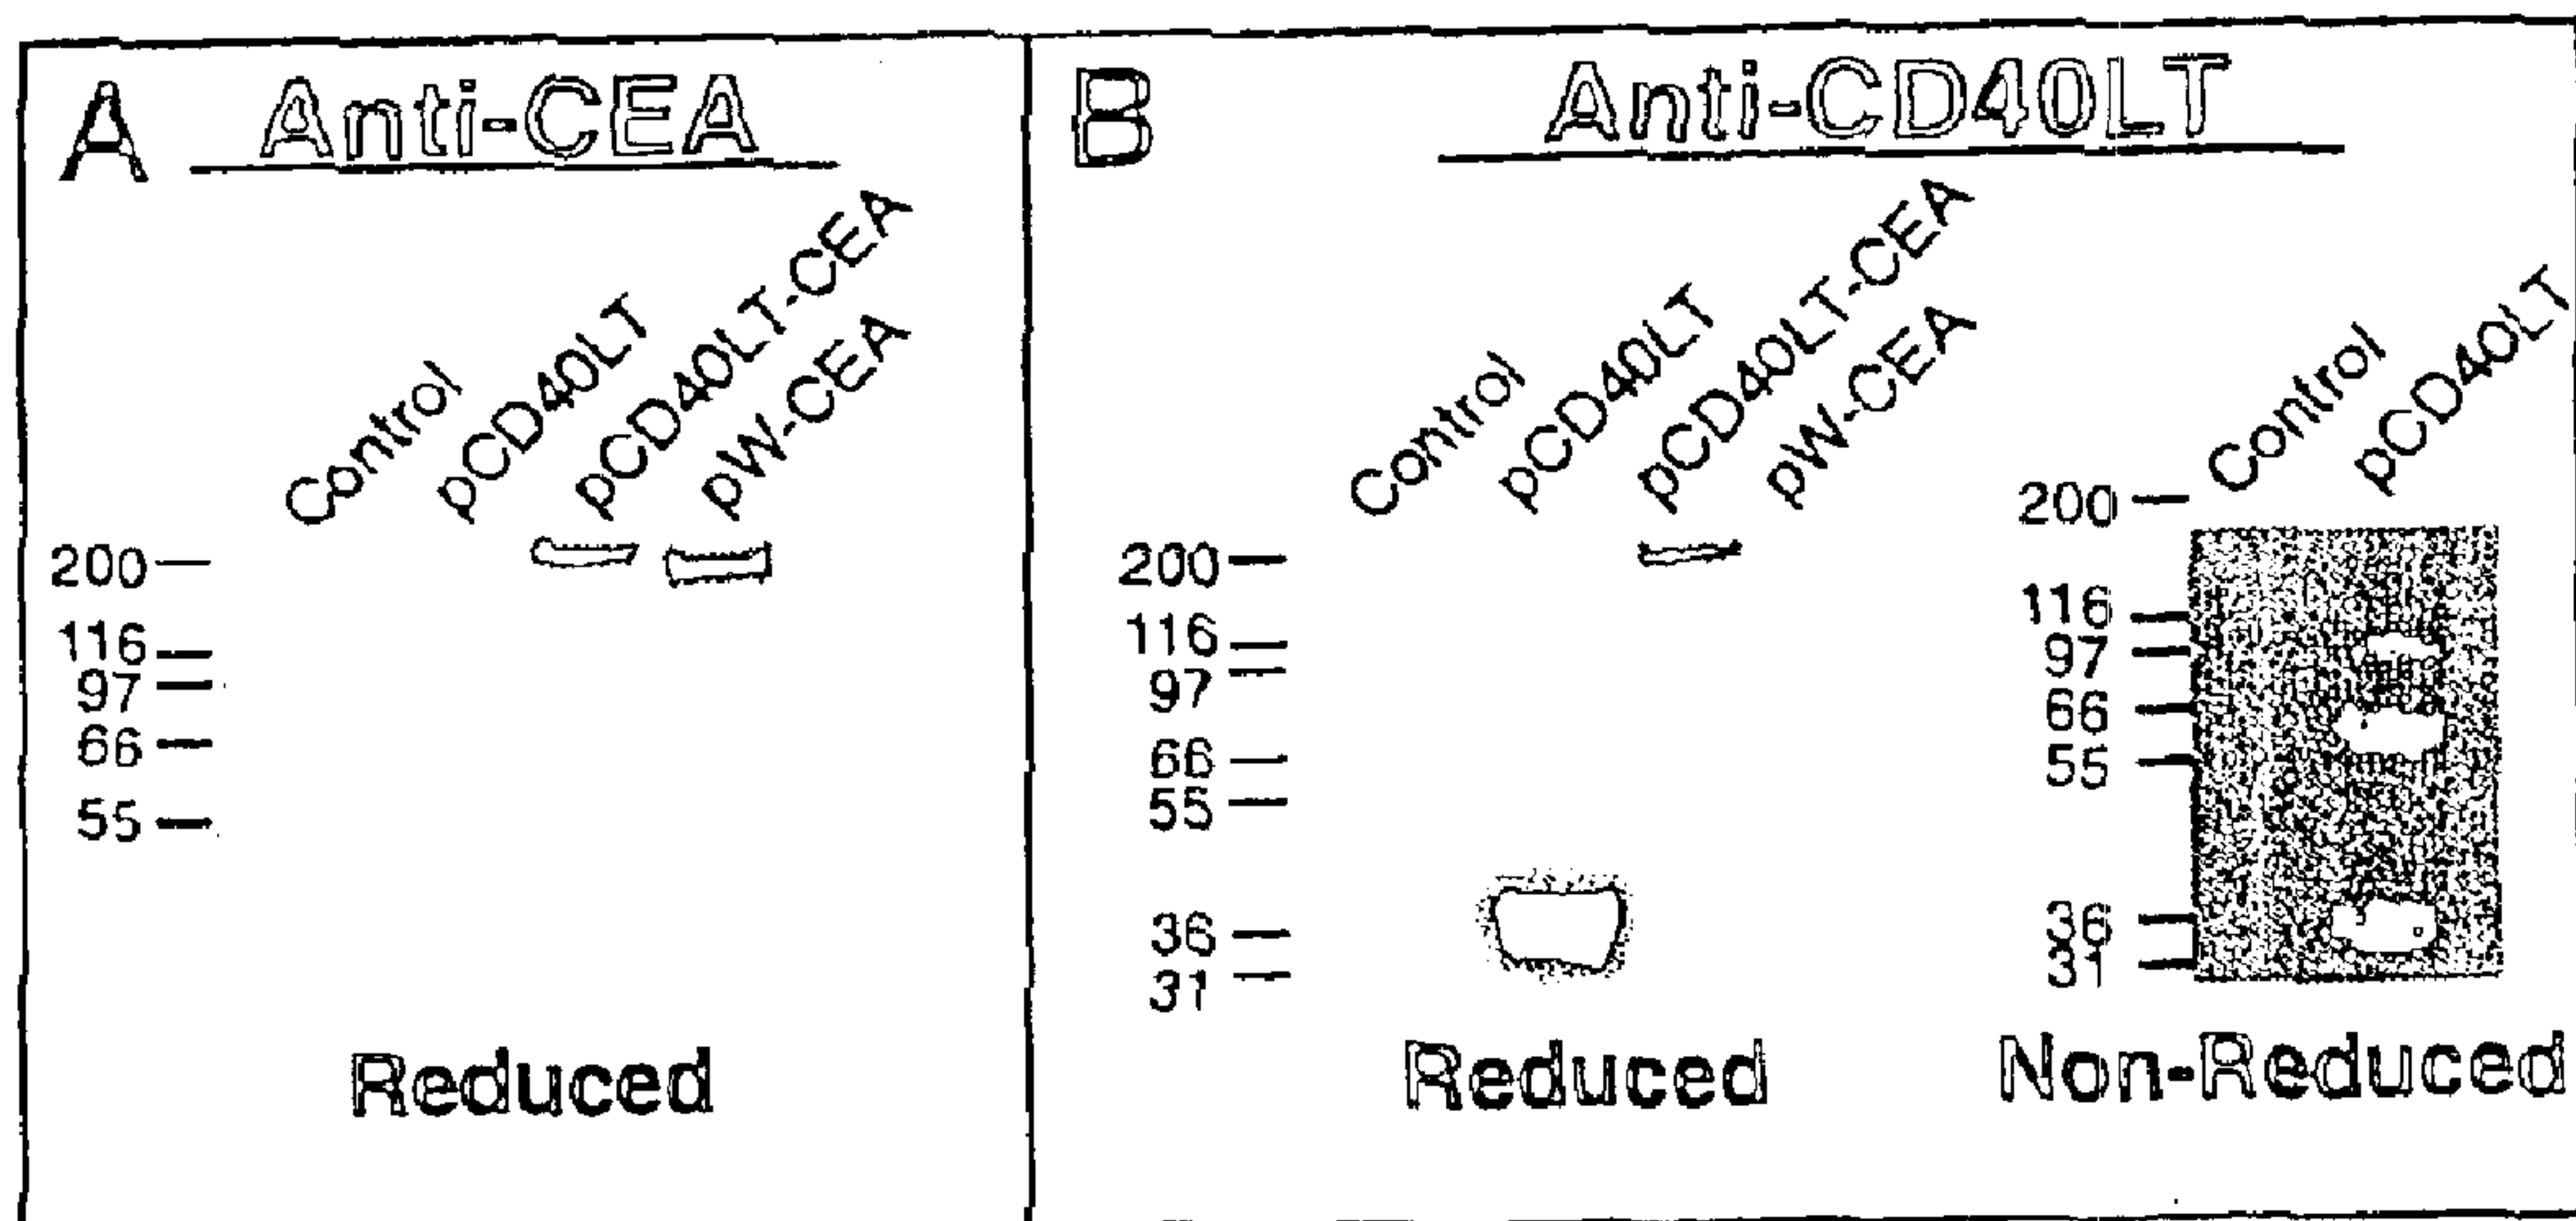 A Anti-CEA
Control
pCD40LT
pCD40LT-CEA
pW-CEA
200
116
97
66
55
Reduced
B Anti-CD40LT
Control
pCD40LT
pCD40LT-CEA
pW-CEA
200
116
97
66
55
36
31
Reduced
Control
pCD40LT
200
116
97
66
55
36
31
Non-Reduced